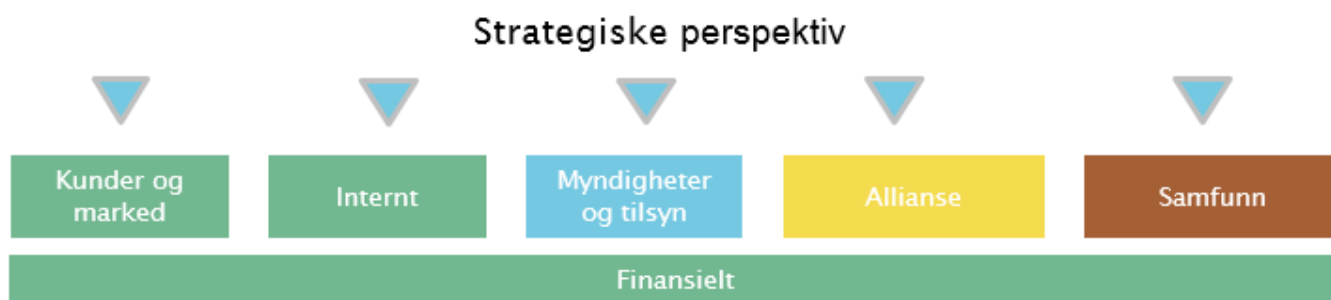 Strategiske perspektiv
Kunder og
marked
Internt
Myndigheter
og tilsyn
Allianse
Samfunn
Finansielt